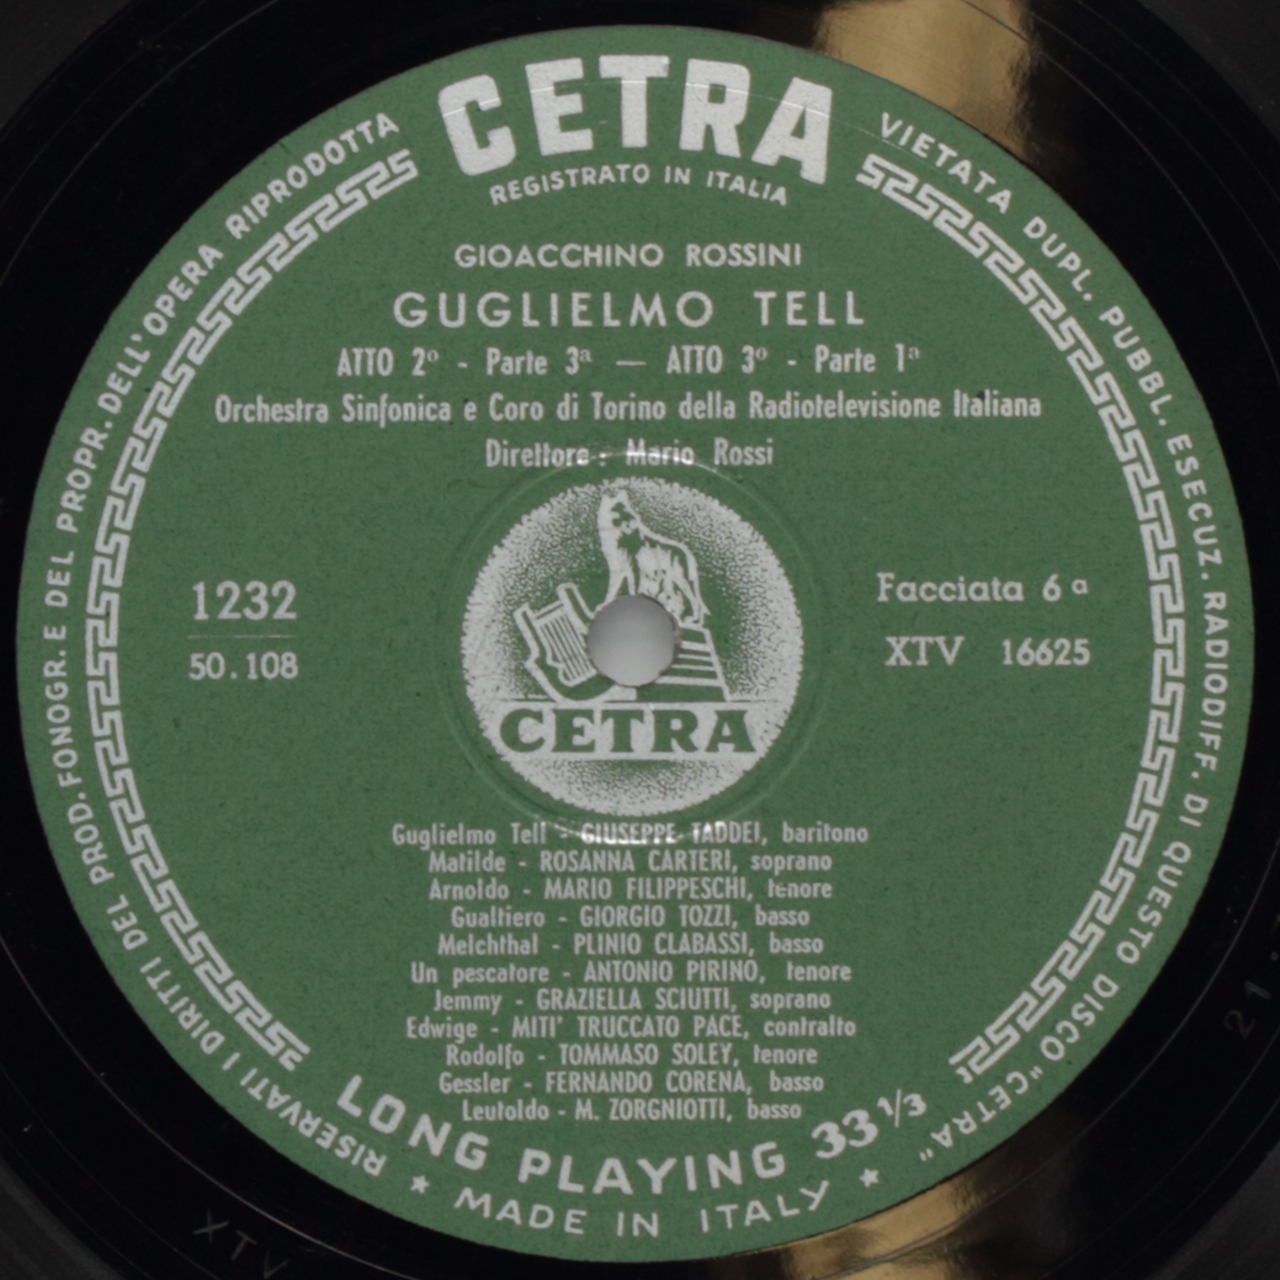 CETRA
REGISTRATO IN ITALIA
GIOACCHINO ROSSINI
GUGLIELMO TELL
ATTO 2º - Parte 3ª — ATTO 3º - Parte 1ª
Orchestra Sinfonica e Coro di Torino della Radiotelevisione Italiana
Direttore: Mario Rossi
1232
50.108
Facciata 6ª
XTV 16625
CETRA
Guglielmo Tell - GIUSEPPE TADDEI, baritono
Matilde - ROSANNA CARTERI, soprano
Arnoldo - MARIO FILIPPESCHI, tenore
Gualtiero - GIORGIO TOZZI, basso
Melchthal - PLINIO CLABASSI, basso
Un pescatore - ANTONIO PIRINO, tenore
Jemmy - GRAZIELLA SCIUTTI, soprano
Edwige - MITI' TRUCCATO PACE, contralto
Rodolfo - TOMMASO SOLEY, tenore
Gessler - FERNANDO CORENA, basso
Leutoldo - M. ZORGNIOTTI, basso
LONG PLAYING 33 1/3
★ MADE IN ITALY ★
RISERVATI I DIRITTI DEL PROD. FONOGR. E DEL PROPR. DELL'OPERA RIPRODOTTA
VIETATA DUPL. PUBBL. ESECUZ. RADIODIFF. DI QUESTO DISCO "CETRA"
XTV